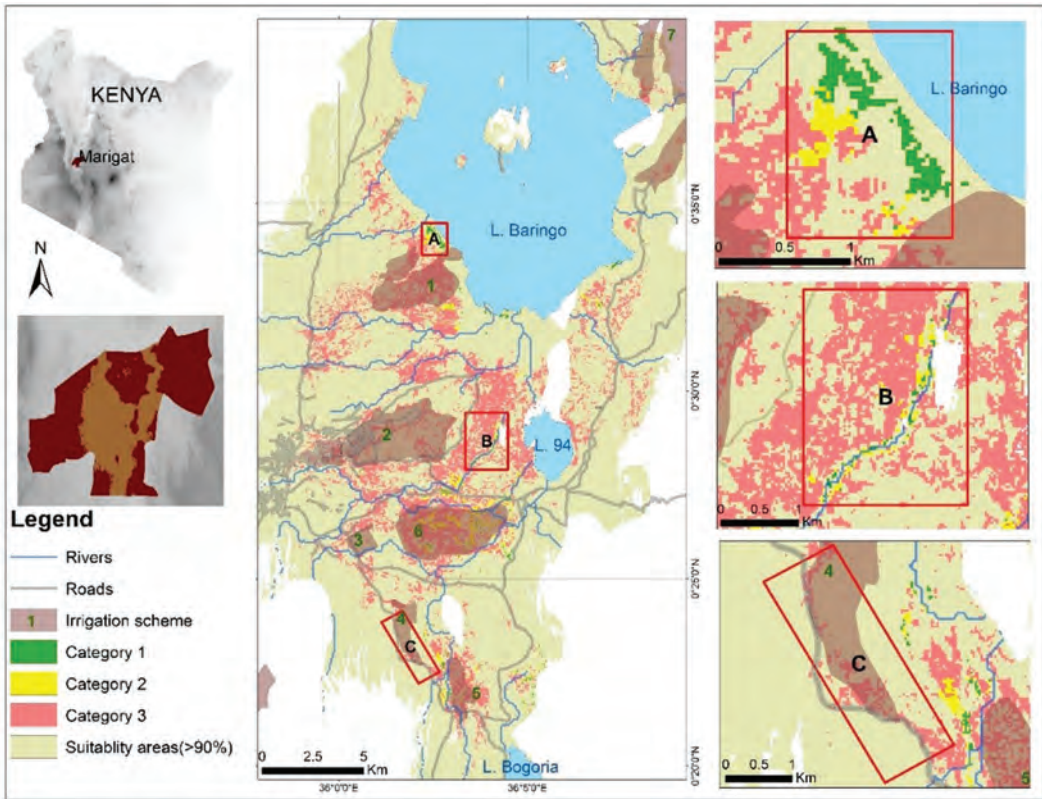 KENYA
Marigat
N
Legend
Rivers
Roads
1 Irrigation scheme
Category 1
Category 2
Category 3
Suitablity areas(>90%)
7
L. Baringo
A
1
2
B
L. 94
3
6
4
C
5
L. Bogoria
0 2.5 5
Km
36°0'0"E
36°5'0"E
0°35'0"N
0°30'0"N
0°25'0"N
0°20'0"N
L. Baringo
A
0 0.5 1
Km
B
0 0.5 1
Km
4
C
5
0 0.5 1
Km